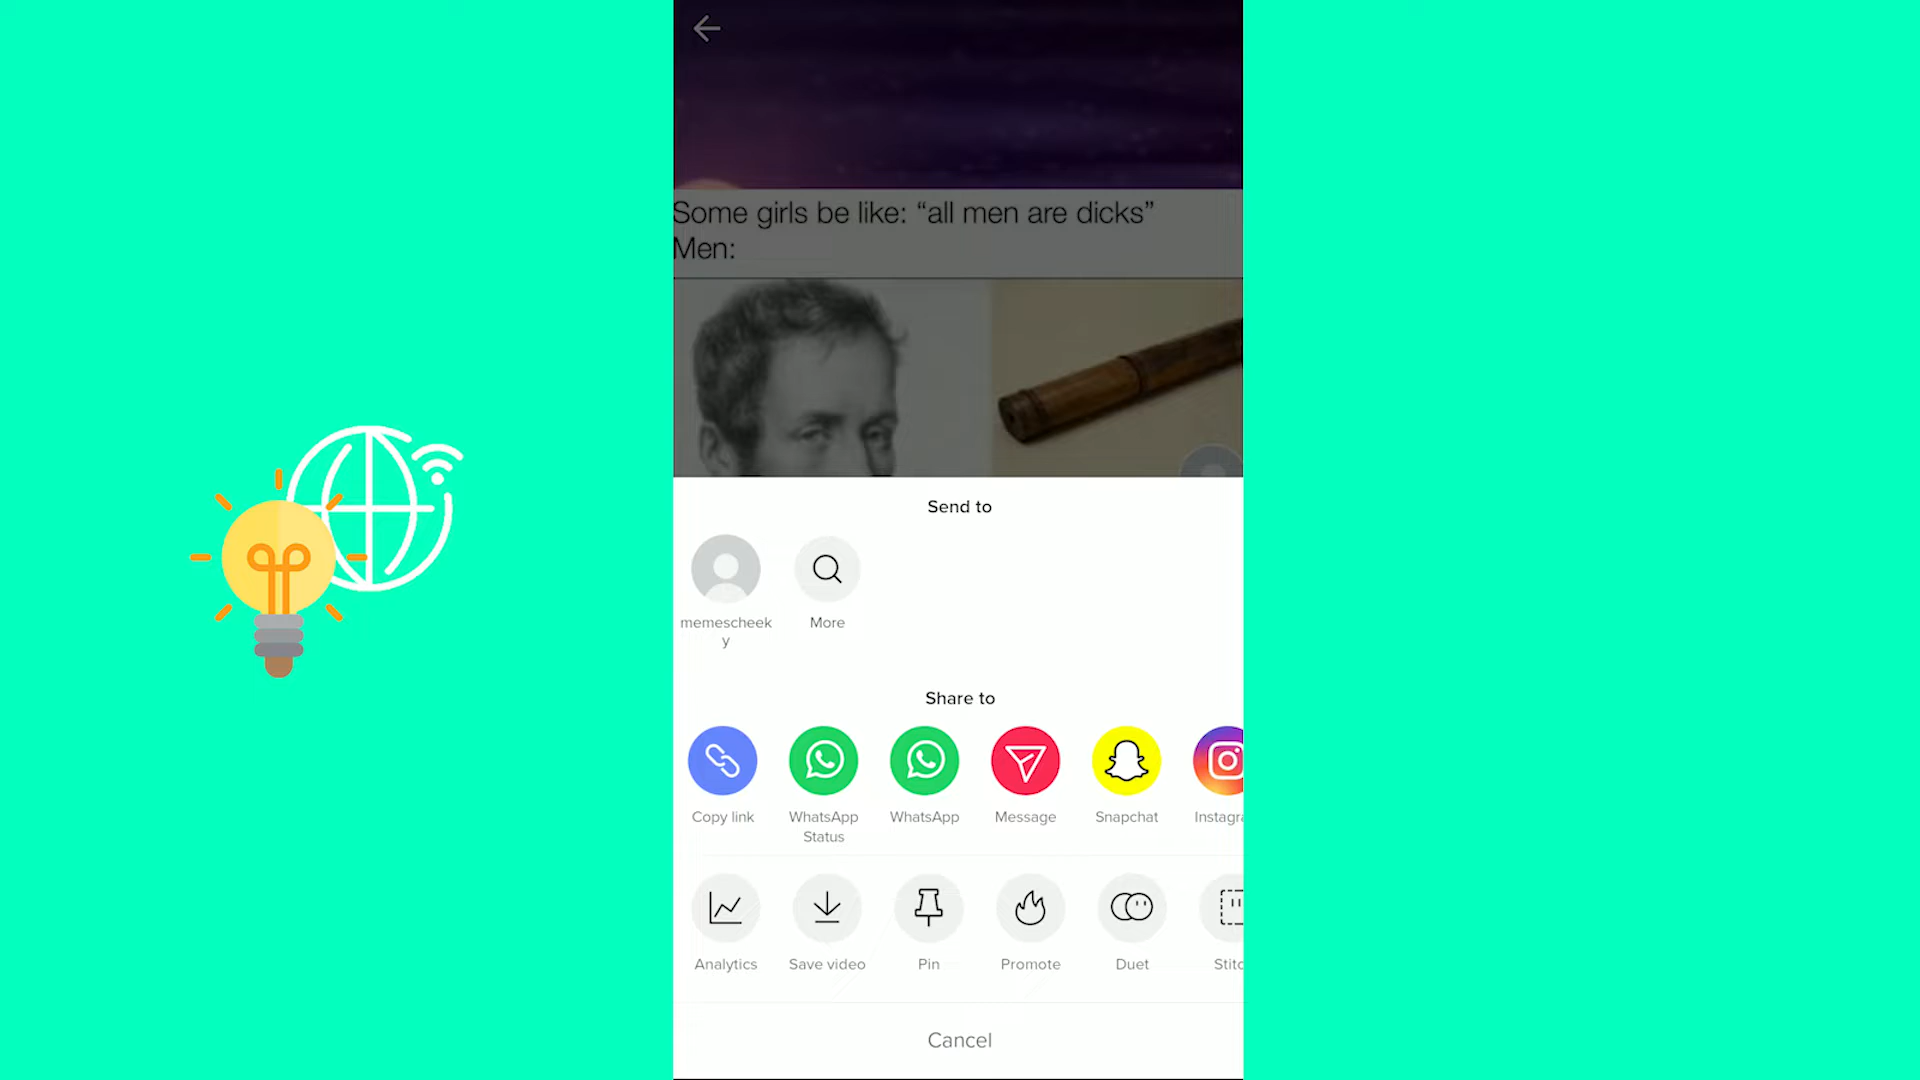 Some girls be like: “all men are dicks”
Men:
Send to
memescheek
y
More
Share to
Copy link
WhatsApp
Status
WhatsApp
Message
Snapchat
Instagra
Analytics
Save video
Pin
Promote
Duet
Stitc
Cancel